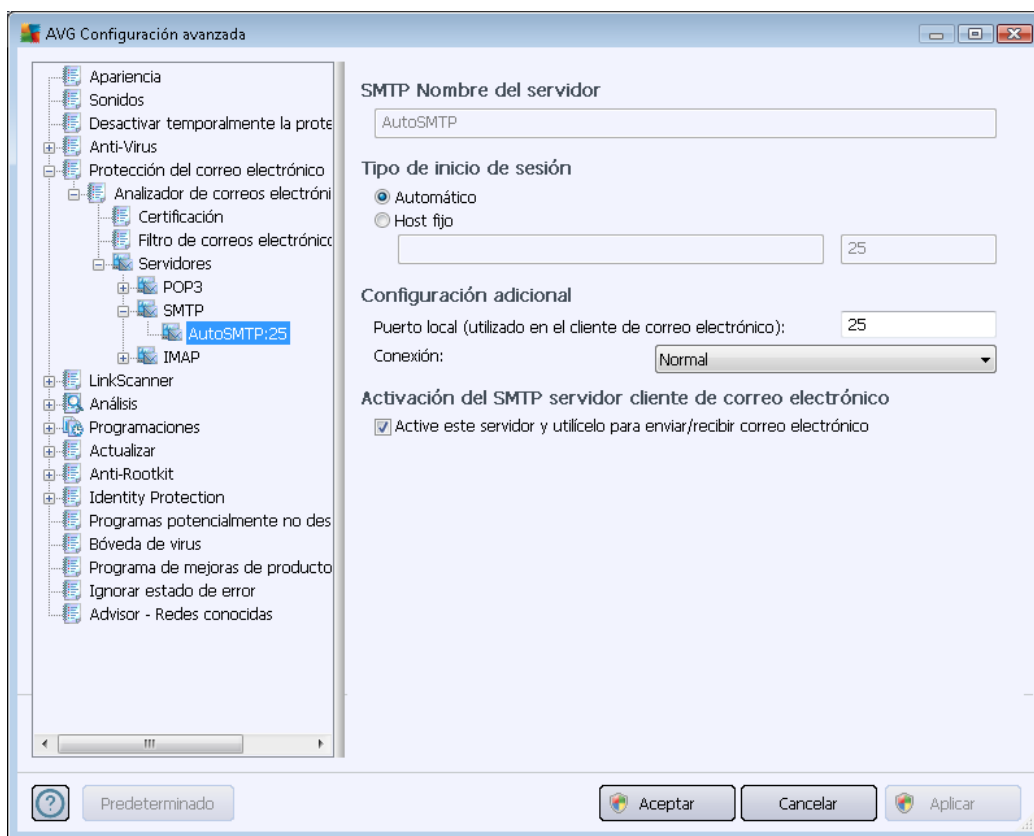 AVG Configuración avanzada
Apariencia
Sonidos
Desactivar temporalmente la prote
Anti-Virus
Protección del correo electrónico
Analizador de correos electróni
Certificación
Filtro de correos electrónico
Servidores
POP3
SMTP
AutoSMTP:25
IMAP
LinkScanner
Análisis
Programaciones
Actualizar
Anti-Rootkit
Identity Protection
Programas potencialmente no des
Bóveda de virus
Programa de mejoras de producto
Ignorar estado de error
Advisor - Redes conocidas
SMTP Nombre del servidor
AutoSMTP
Tipo de inicio de sesión
Automático
Host fijo
25
Configuración adicional
Puerto local (utilizado en el cliente de correo electrónico): 25
Conexión: Normal
Activación del SMTP servidor cliente de correo electrónico
Active este servidor y utilícelo para enviar/recibir correo electrónico
Predeterminado Aceptar Cancelar Aplicar